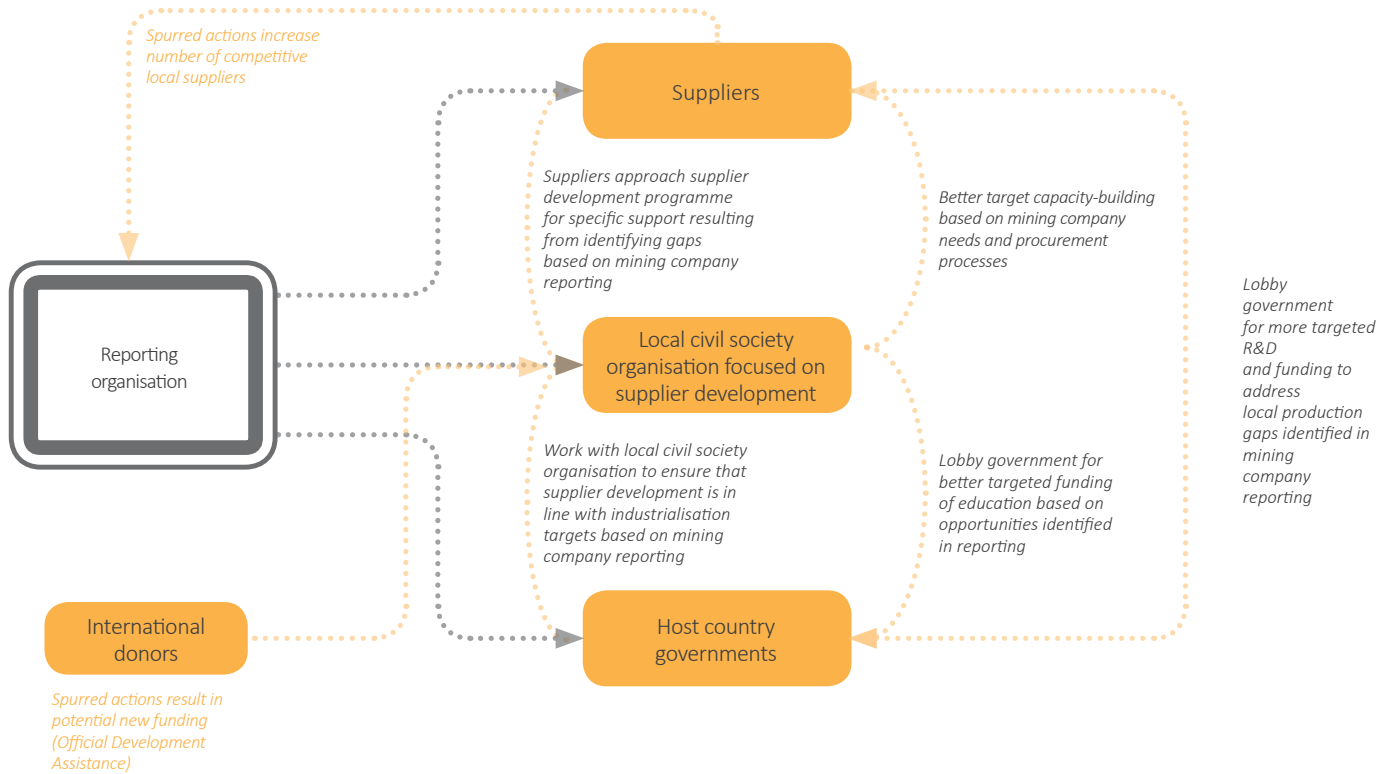 Spurred actions increase
number of competitive
local suppliers
Suppliers
Suppliers approach supplier
development programme
for specific support resulting
from identifying gaps
based on mining company
reporting
Better target capacity-building
based on mining company
needs and procurement
processes
Lobby
government
for more targeted
R&D
and funding to
address
local production
gaps identified in
mining
company
reporting
Reporting
organisation
Local civil society
organisation focused on
supplier development
Work with local civil society
organisation to ensure that
supplier development is in
line with industrialisation
targets based on mining
company reporting
Lobby government for
better targeted funding
of education based on
opportunities identified
in reporting
International
donors
Host country
governments
Spurred actions result in
potential new funding
(Official Development
Assistance)